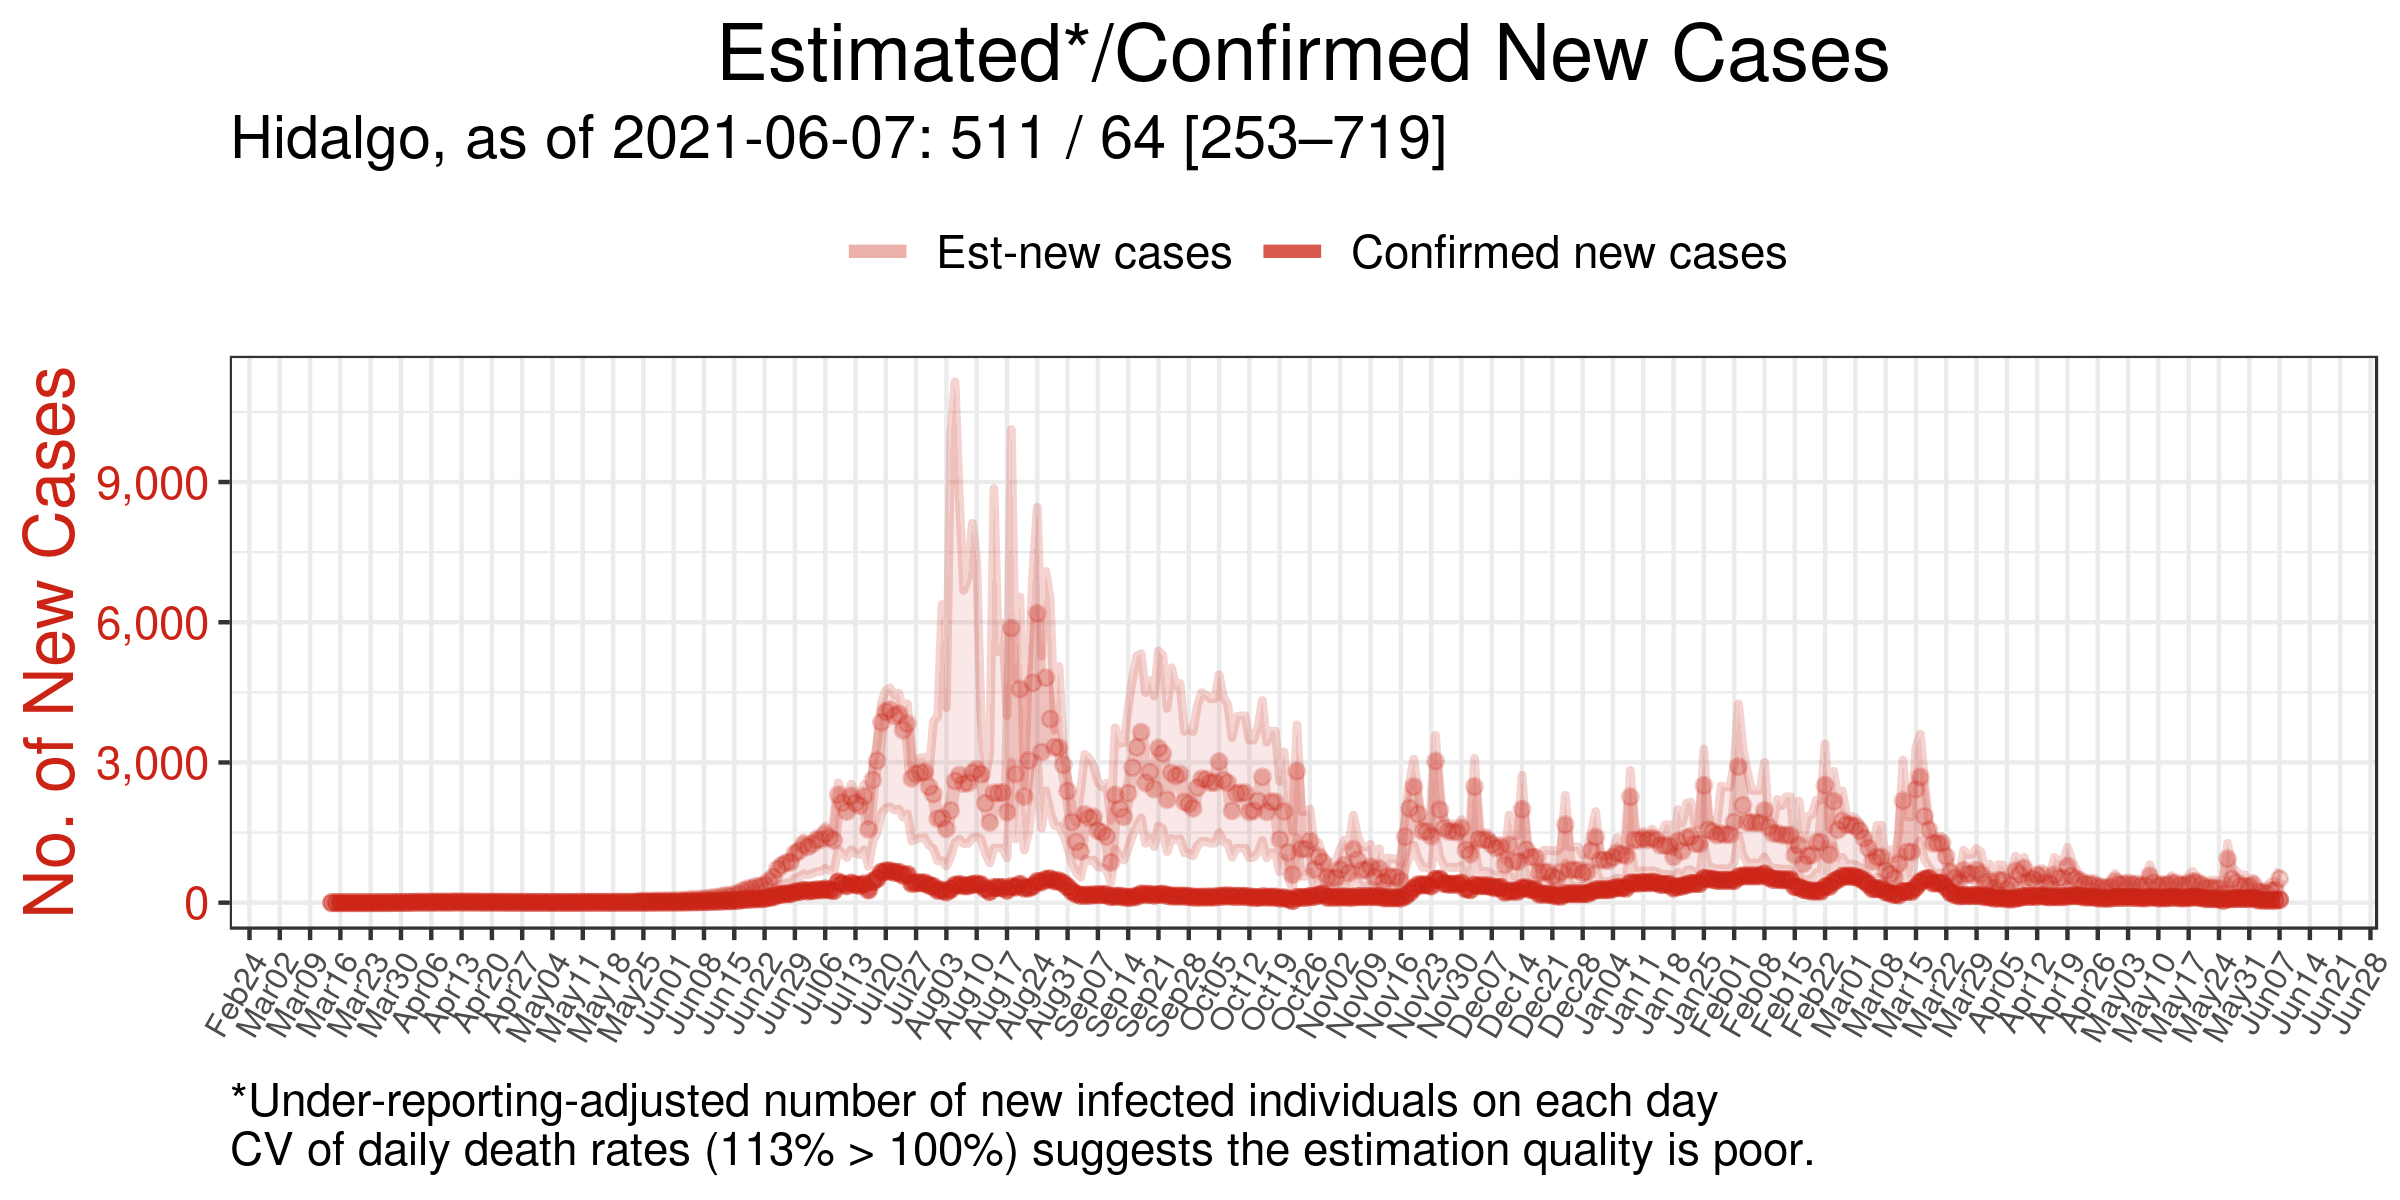 Estimated*/Confirmed New Cases
Hidalgo, as of 2021-06-07: 511 / 64 [253–719]
Est-new cases Confirmed new cases
No. of New Cases
9,000
6,000
3,000
0
Feb24 Mar02 Mar09 Mar16 Mar23 Mar30 Apr06 Apr13 Apr20 Apr27 May04 May11 May18 May25 Jun01 Jun08 Jun15 Jun22 Jun29 Jul06 Jul13 Jul20 Jul27 Aug03 Aug10 Aug17 Aug24 Aug31 Sep07 Sep14 Sep21 Sep28 Oct05 Oct12 Oct19 Oct26 Nov02 Nov09 Nov16 Nov23 Nov30 Dec07 Dec14 Dec21 Dec28 Jan04 Jan11 Jan18 Jan25 Feb01 Feb08 Feb15 Feb22 Mar01 Mar08 Mar15 Mar22 Mar29 Apr05 Apr12 Apr19 Apr26 May03 May10 May17 May24 May31 Jun07 Jun14 Jun21 Jun28
*Under-reporting-adjusted number of new infected individuals on each day
CV of daily death rates (113% > 100%) suggests the estimation quality is poor.